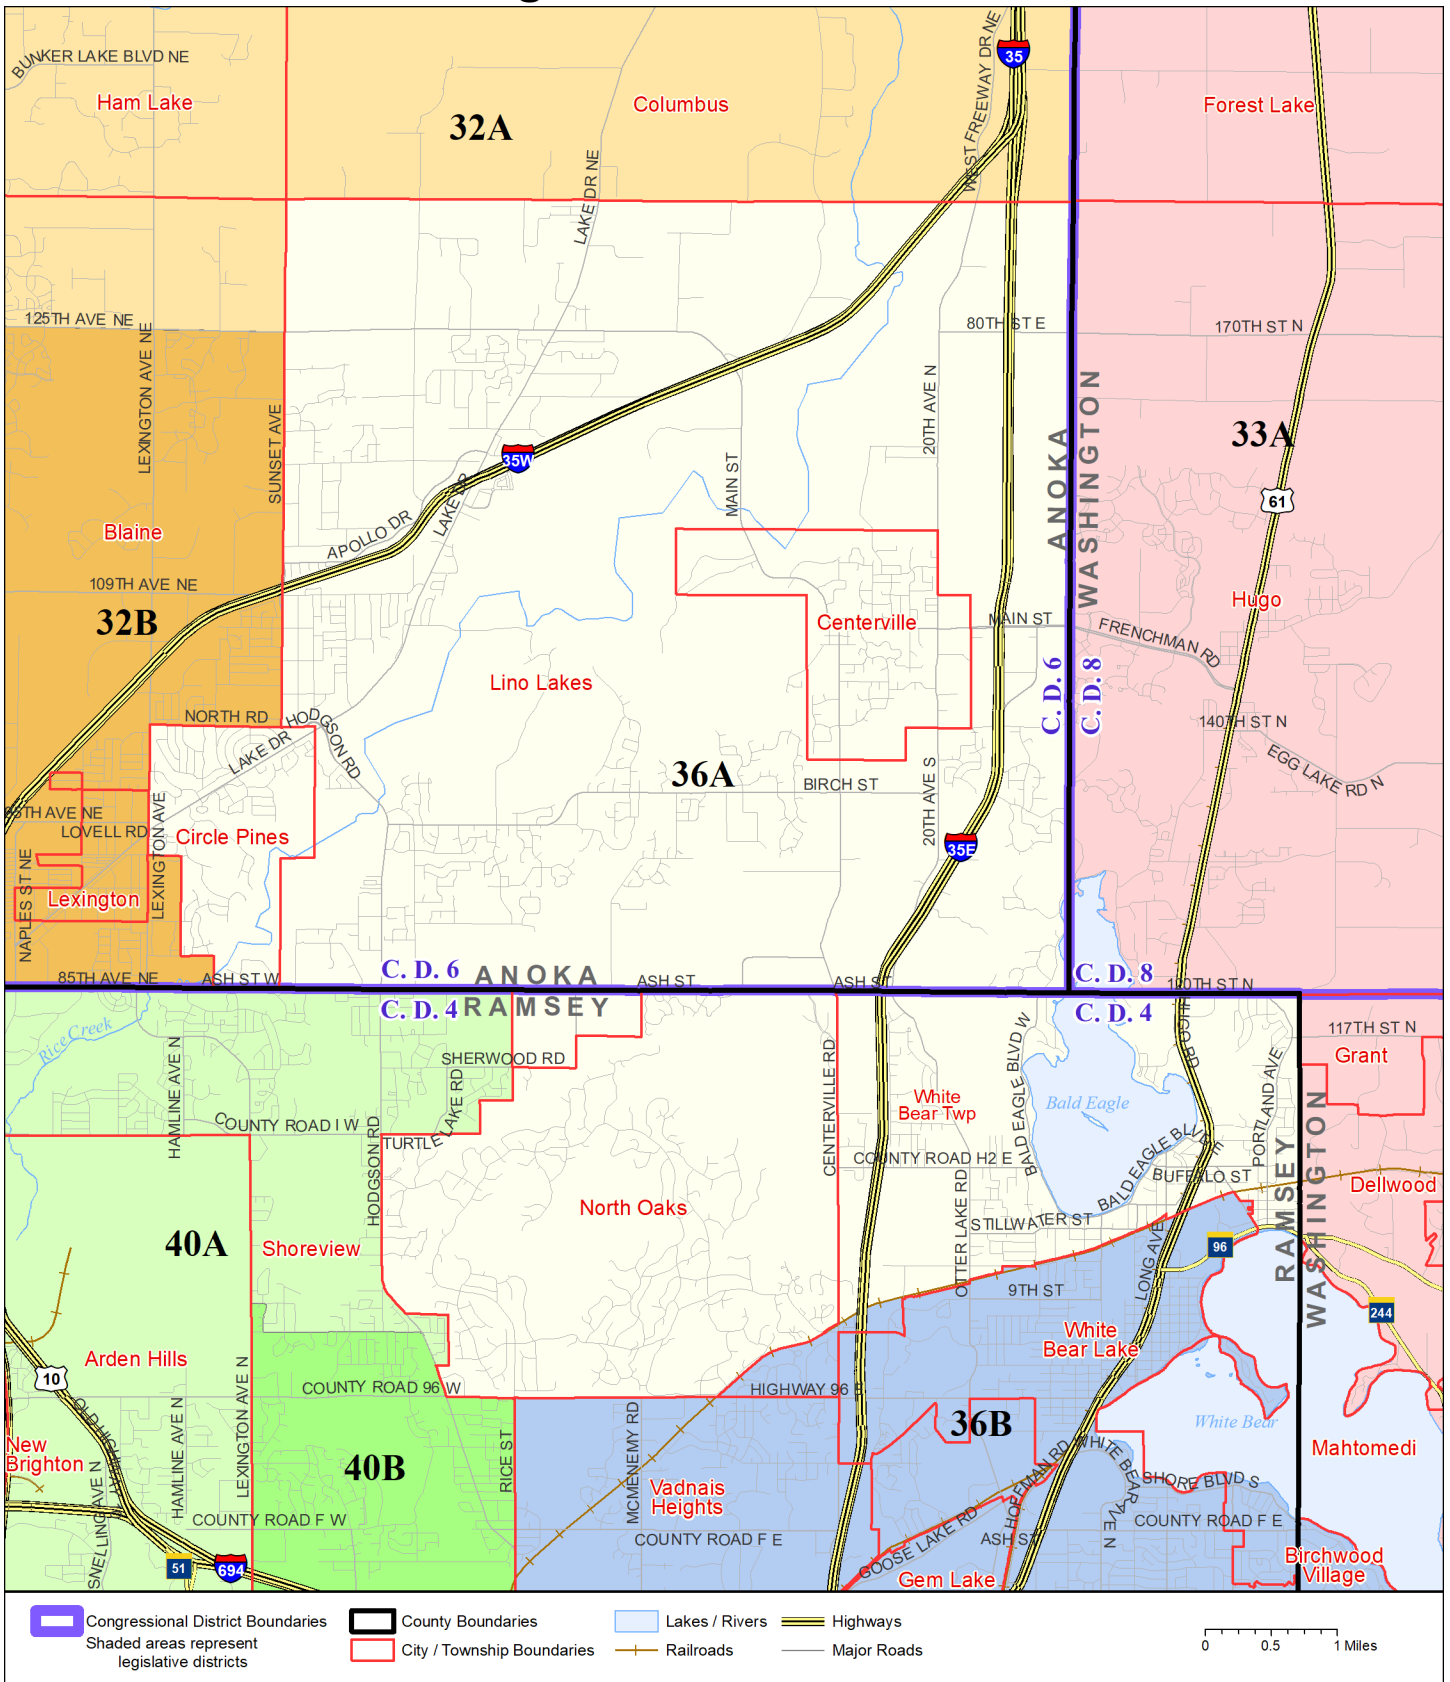 BUNKER LAKE BLVD NE
Ham Lake
32A
Columbus
WEST FREEWAY DR NE
35
Forest Lake
LAKE DR NE
125TH AVE NE
LEXINGTON AVE NE
SUNSET AVE
80TH ST E
170TH ST N
20TH AVE N
ANOKA
WASHINGTON
33A
35W
MAIN ST
LAKE DR
APOLLO DR
61
Blaine
109TH AVE NE
32B
Centerville
MAIN ST
Hugo
FRENCHMAN RD
C. D. 6
C. D. 8
Lino Lakes
NORTH RD
HODGSON RD
LAKE DR
140TH ST N
EGG LAKE RD N
36A
BIRCH ST
20TH AVE S
35E
LOVELL RD
LEXINGTON AVE
Circle Pines
NAPLES ST NE
Lexington
85TH AVE NE
ASH ST W
C. D. 6
ANOKA
ASH ST
ASH ST
C. D. 8
120TH ST N
C. D. 4
RAMSEY
C. D. 4
Rice Creek
HAMLINE AVE N
SHERWOOD RD
TURTLE LAKE RD
COUNTY ROAD I W
HODGSON RD
CENTERVILLE RD
White
Bear Twp
BALD EAGLE BLVD W
Bald Eagle
HUGO RD
PORTLAND AVE
117TH ST N
Grant
RAMSEY
WASHINGTON
COUNTY ROAD H2 E
BALD EAGLE BLVD E
BUFFALO ST
Dellwood
OTTER LAKE RD
STILLWATER ST
North Oaks
40A
Shoreview
LONG AVE
96
9TH ST
244
White
Bear Lake
Arden Hills
10
OLD HIGHWAY
HAMLINE AVE N
LEXINGTON AVE N
COUNTY ROAD 96 W
HIGHWAY 96 E
36B
White Bear
Mahtomedi
New
Brighton
SNELLING AVE N
40B
RICE ST
MCMENEMY RD
Vadnais
Heights
HOFFMAN RD
WHITE BEAR AVE N
SHORE BLVD S
COUNTY ROAD F W
COUNTY ROAD F E
GOOSE LAKE RD
ASH ST
COUNTY ROAD F E
51
694
Gem Lake
Birchwood
Village
Congressional District Boundaries
Shaded areas represent
legislative districts
County Boundaries
City / Township Boundaries
Lakes / Rivers
Railroads
Highways
Major Roads
0 0.5 1 Miles